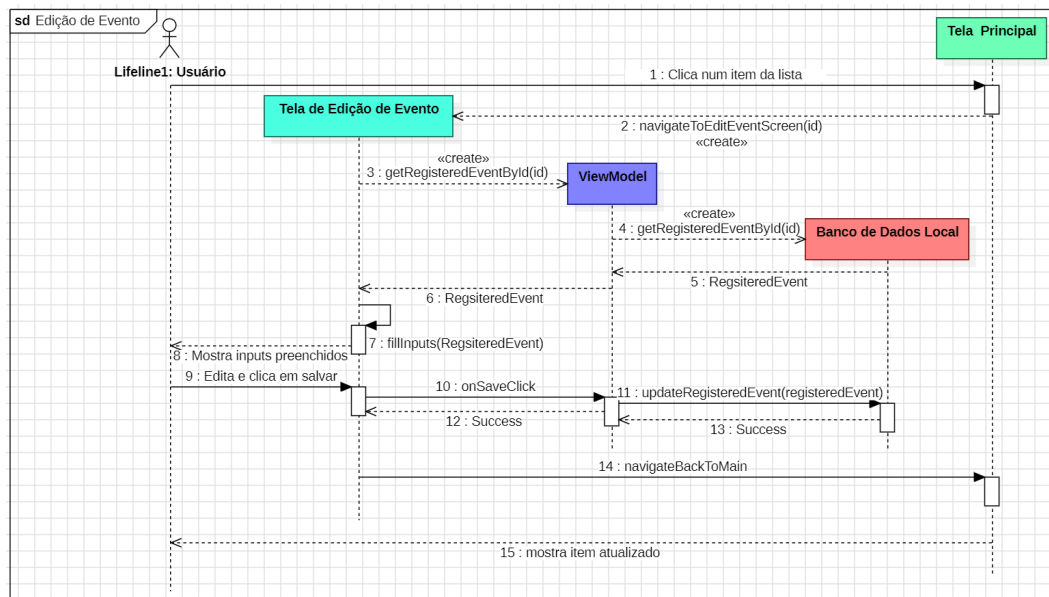 sd Edição de Evento
Tela Principal
Lifeline1: Usuário
1 : Clica num item da lista
Tela de Edição de Evento
2 : navigateToEditEventScreen(id)
«create»
«create»
3 : getRegisteredEventById(id)
ViewModel
«create»
4 : getRegisteredEventById(id)
Banco de Dados Local
5 : RegsiteredEvent
6 : RegsiteredEvent
7 : fillInputs(RegsiteredEvent)
8 : Mostra inputs preenchidos
9 : Edita e clica em salvar
10 : onSaveClick
11 : updateRegisteredEvent(registeredEvent)
12 : Success
13 : Success
14 : navigateBackToMain
15 : mostra item atualizado